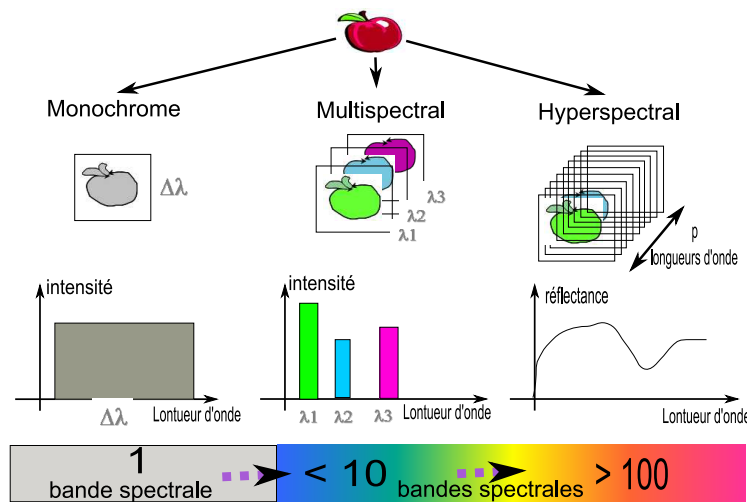 Monochrome
Multispectral
Hyperspectral
Δλ
λ3
λ2
λ1
p
longueurs d'onde
intensité
intensité
réflectance
Δλ
Lontueur d'onde
λ1 λ2 λ3
Lontueur d'onde
Lontueur d'onde
1
bande spectrale
< 10
bandes spectrales
> 100